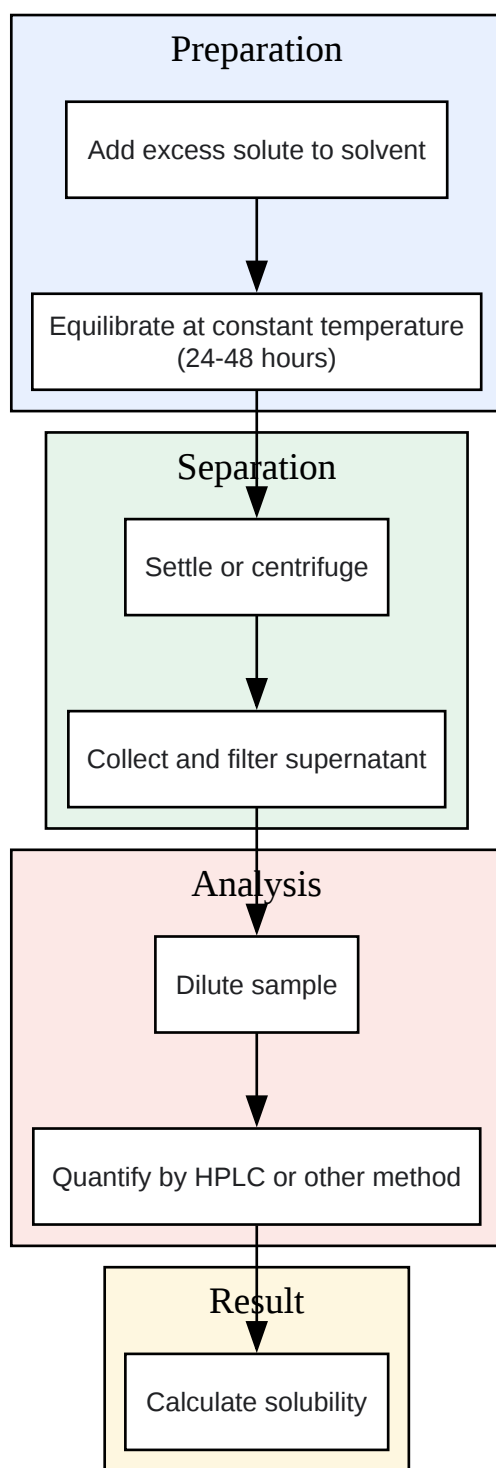 Preparation
Add excess solute to solvent
Equilibrate at constant temperature
(24-48 hours)
Separation
Settle or centrifuge
Collect and filter supernatant
Analysis
Dilute sample
Quantify by HPLC or other method
Result
Calculate solubility